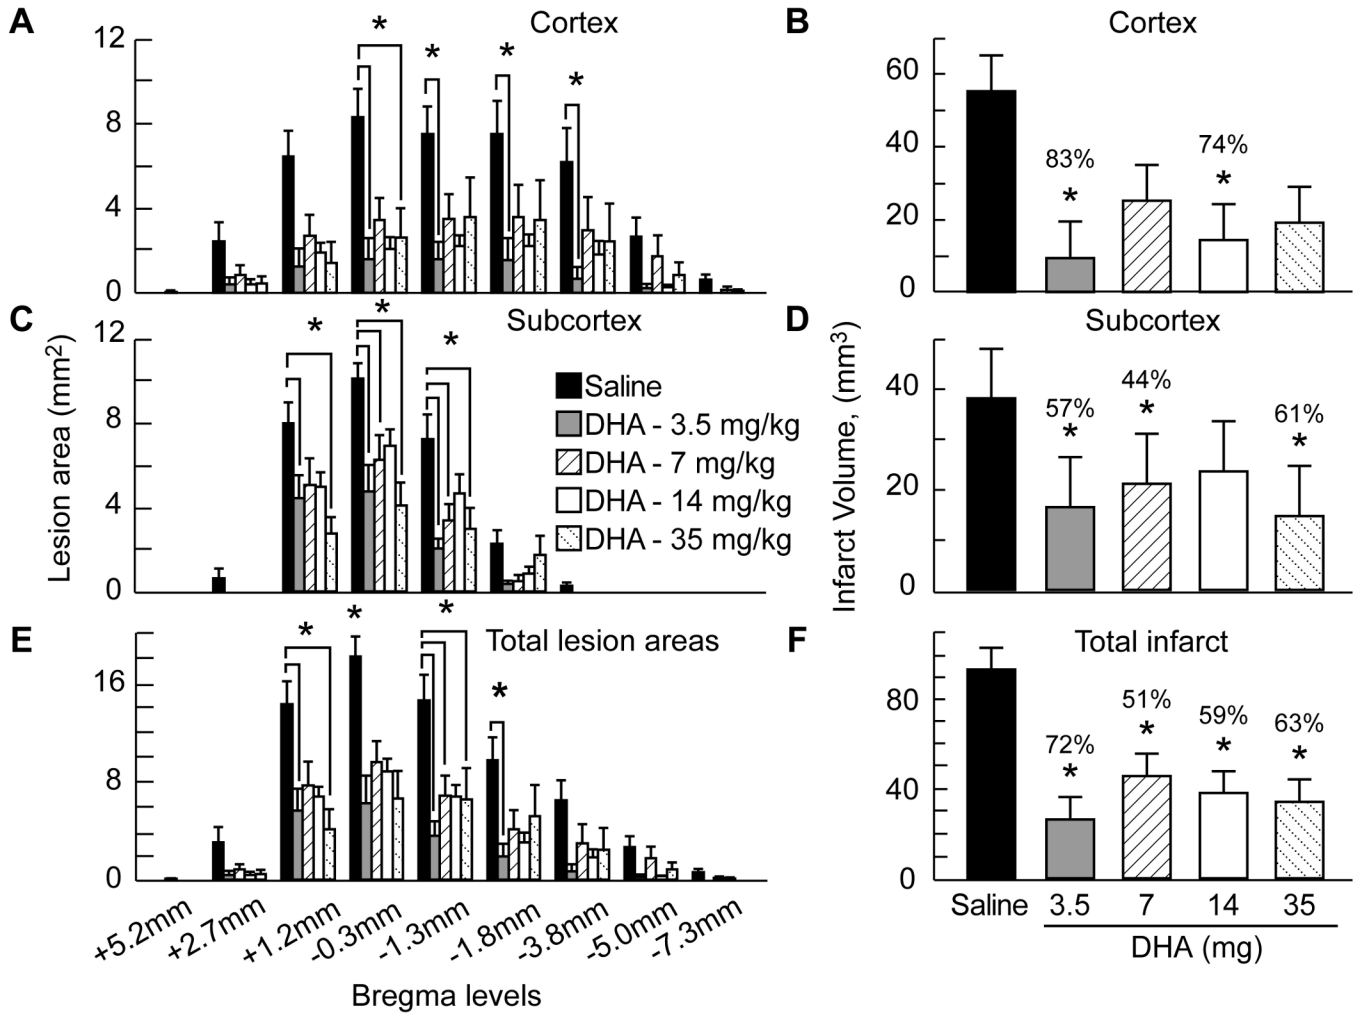 A
Cortex
12
8
4
0
B
Cortex
60
40
20
0
83%
74%
*
*
*
*
*
*
C
Subcortex
12
8
4
0
*
*
*
Saline
DHA - 3.5 mg/kg
DHA - 7 mg/kg
DHA - 14 mg/kg
DHA - 35 mg/kg
Lesion area (mm²)
D
Subcortex
40
20
0
57%
44%
61%
*
*
*
Infarct Volume, (mm³)
E
Total lesion areas
16
8
0
*
*
*
*
+5.2mm
+2.7mm
+1.2mm
-0.3mm
-1.3mm
-1.8mm
-3.8mm
-5.0mm
-7.3mm
Bregma levels
F
Total infarct
80
40
0
72%
51%
59%
63%
*
*
*
*
Saline 3.5 7 14 35
DHA (mg)